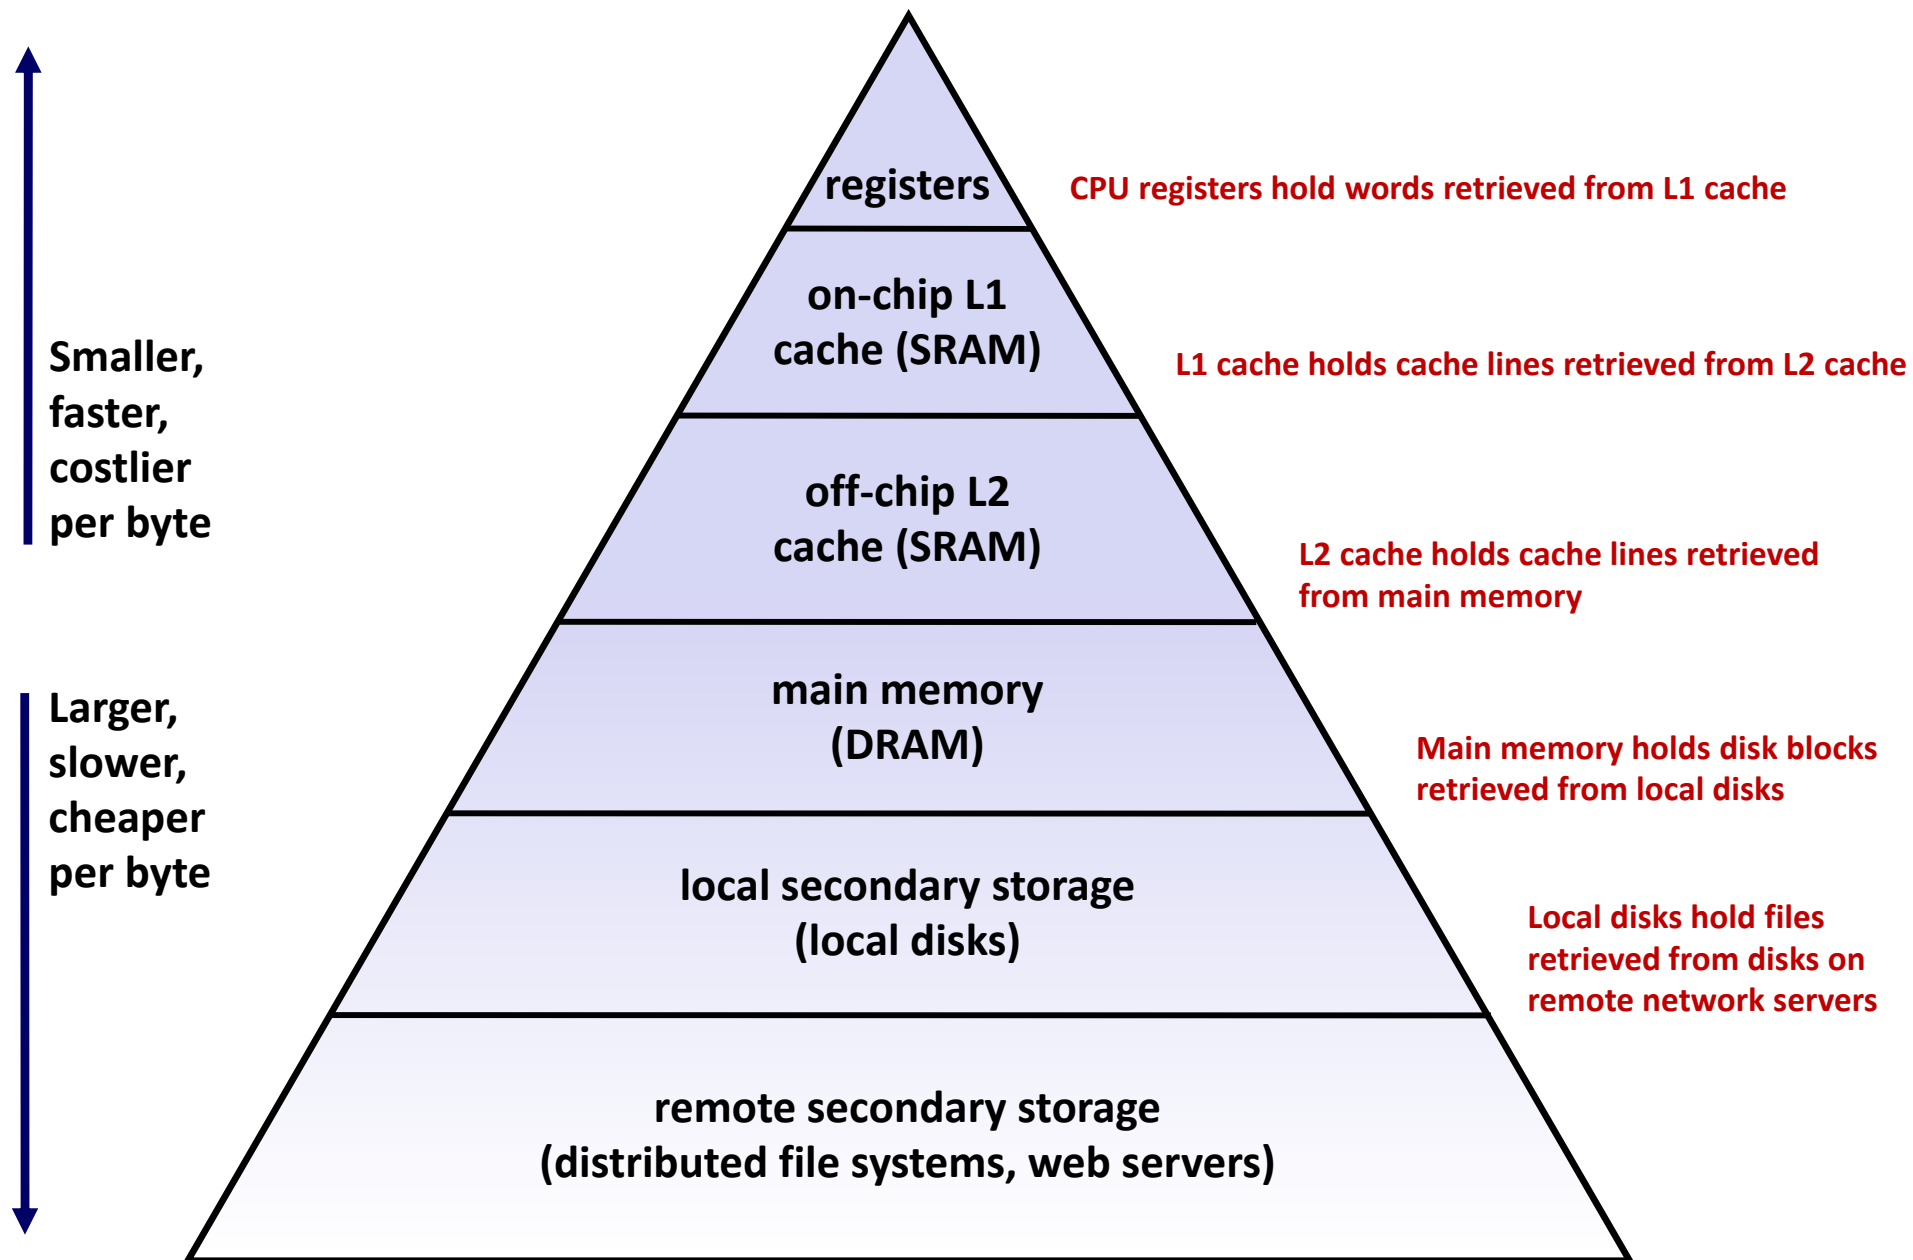 registers
CPU registers hold words retrieved from L1 cache
on-chip L1
cache (SRAM)
L1 cache holds cache lines retrieved from L2 cache
Smaller,
faster,
costlier
per byte
off-chip L2
cache (SRAM)
L2 cache holds cache lines retrieved
from main memory
Larger,
slower,
cheaper
per byte
main memory
(DRAM)
Main memory holds disk blocks
retrieved from local disks
local secondary storage
(local disks)
Local disks hold files
retrieved from disks on
remote network servers
remote secondary storage
(distributed file systems, web servers)